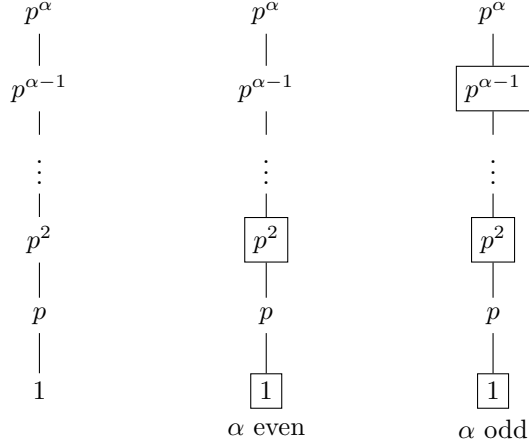 p^α p^α p^α
p^{α−1} p^{α−1} p^{α−1}
⋮ ⋮ ⋮
p^2 p^2 p^2
p p p
1 1 1
α even α odd